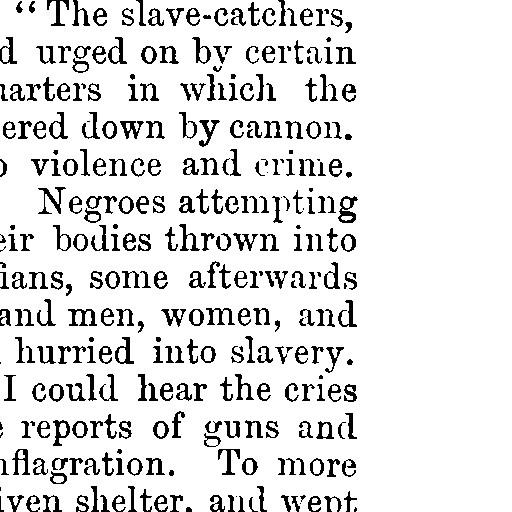 “ The slave-catchers,
d urged on by certain
uarters in which the
ered down by cannon.
o violence and crime.
Negroes attempting
eir bodies thrown into
ians, some afterwards
and men, women, and
hurried into slavery.
I could hear the cries
e reports of guns and
nflagration. To more
iven shelter, and went